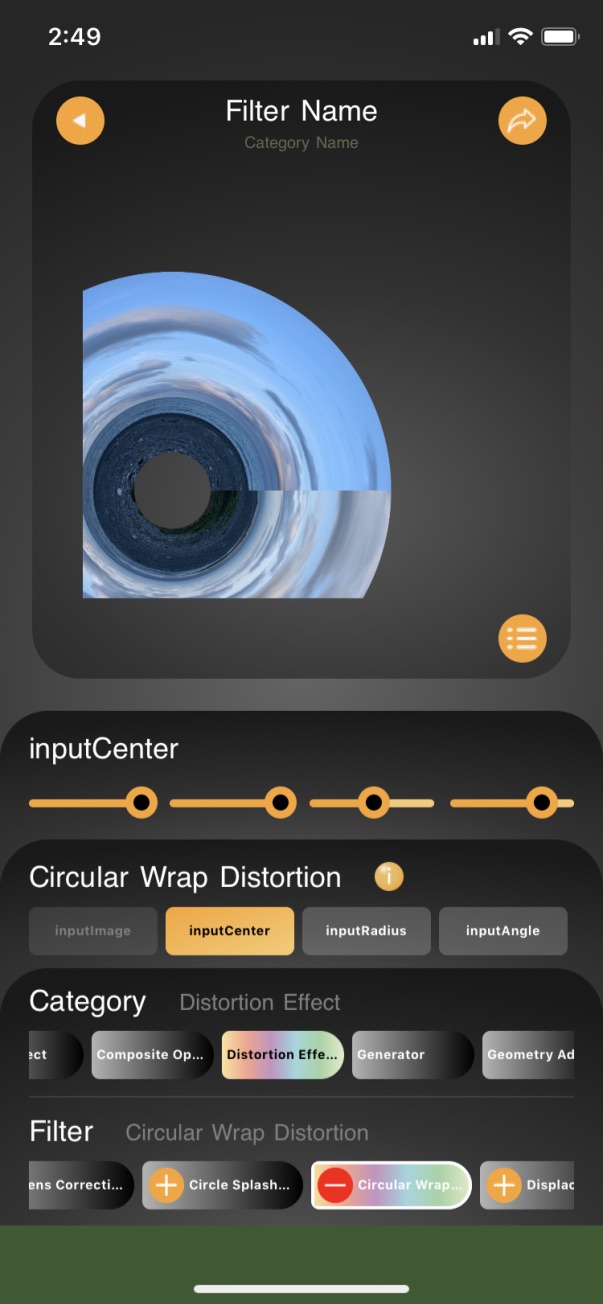 2:49
Filter Name
Category Name
inputCenter
Circular Wrap Distortion
i
inputImage
inputCenter
inputRadius
inputAngle
Category
Distortion Effect
ect
Composite Op...
Distortion Effe...
Generator
Geometry Ad
Filter
Circular Wrap Distortion
ens Correcti...
Circle Splash...
Circular Wrap...
Displac